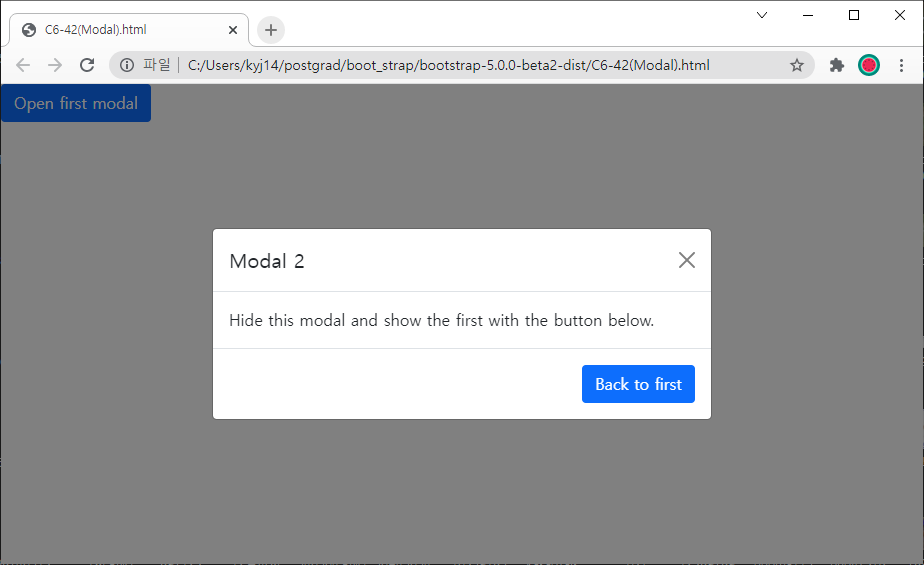 C6-42(Modal).html
파일
C:/Users/kyj14/postgrad/boot_strap/bootstrap-5.0.0-beta2-dist/C6-42(Modal).html
Open first modal
Modal 2
Hide this modal and show the first with the button below.
Back to first